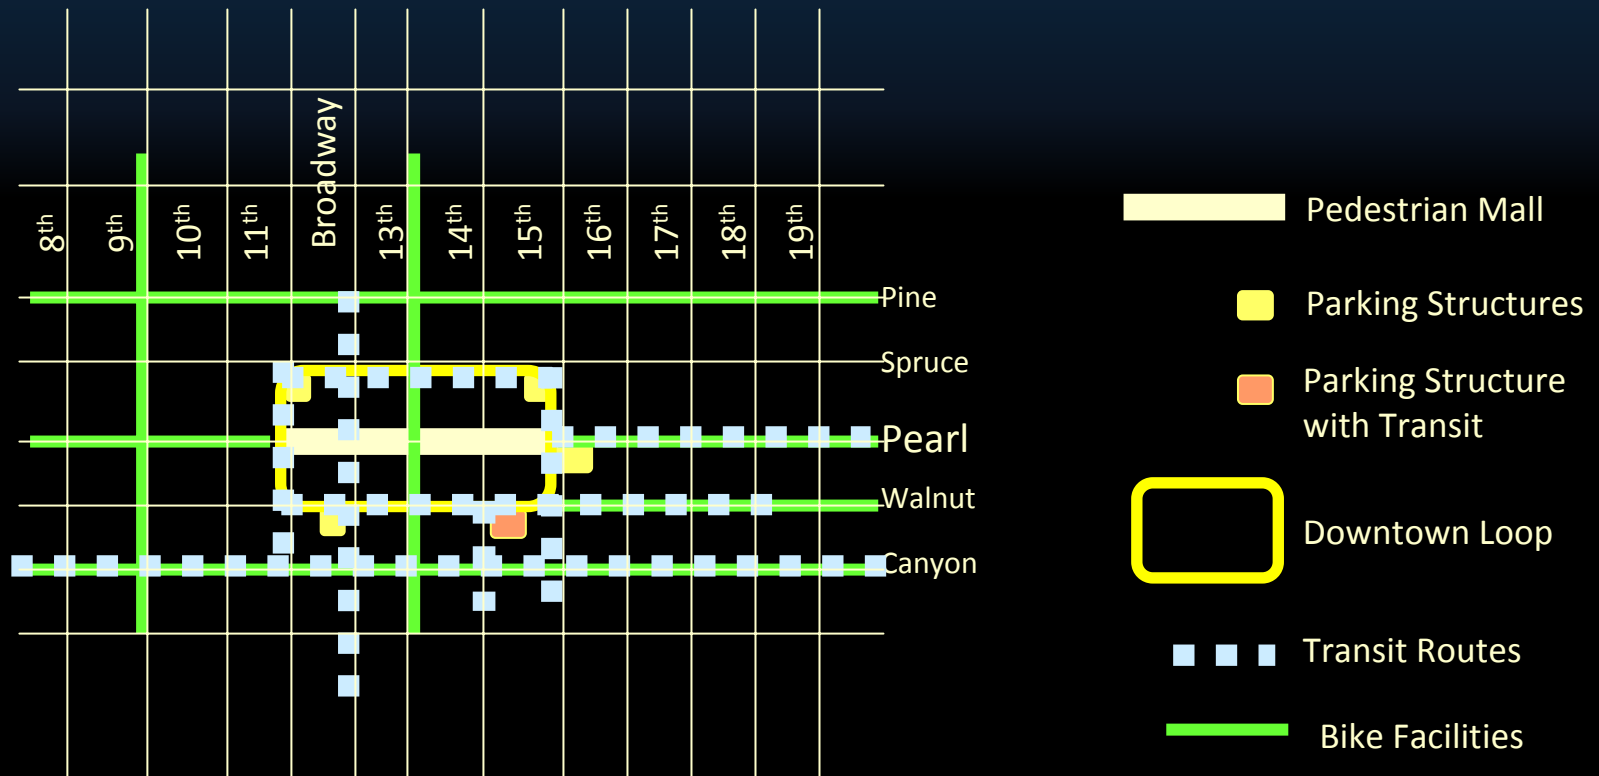 8th
9th
10th
11th
Broadway
13th
14th
15th
16th
17th
18th
19th
Pine
Spruce
Pearl
Walnut
Canyon
Pedestrian Mall
Parking Structures
Parking Structure
with Transit
Downtown Loop
Transit Routes
Bike Facilities